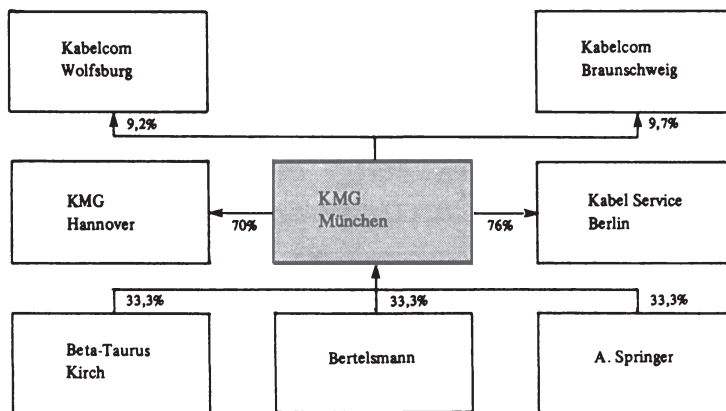 Kabelcom
Wolfsburg
Kabelcom
Braunschweig
9,2%
9,7%
KMG
Hannover
KMG
München
Kabel Service
Berlin
70%
76%
33,3%
33,3%
33,3%
Beta-Taurus
Kirch
Bertelsmann
A. Springer